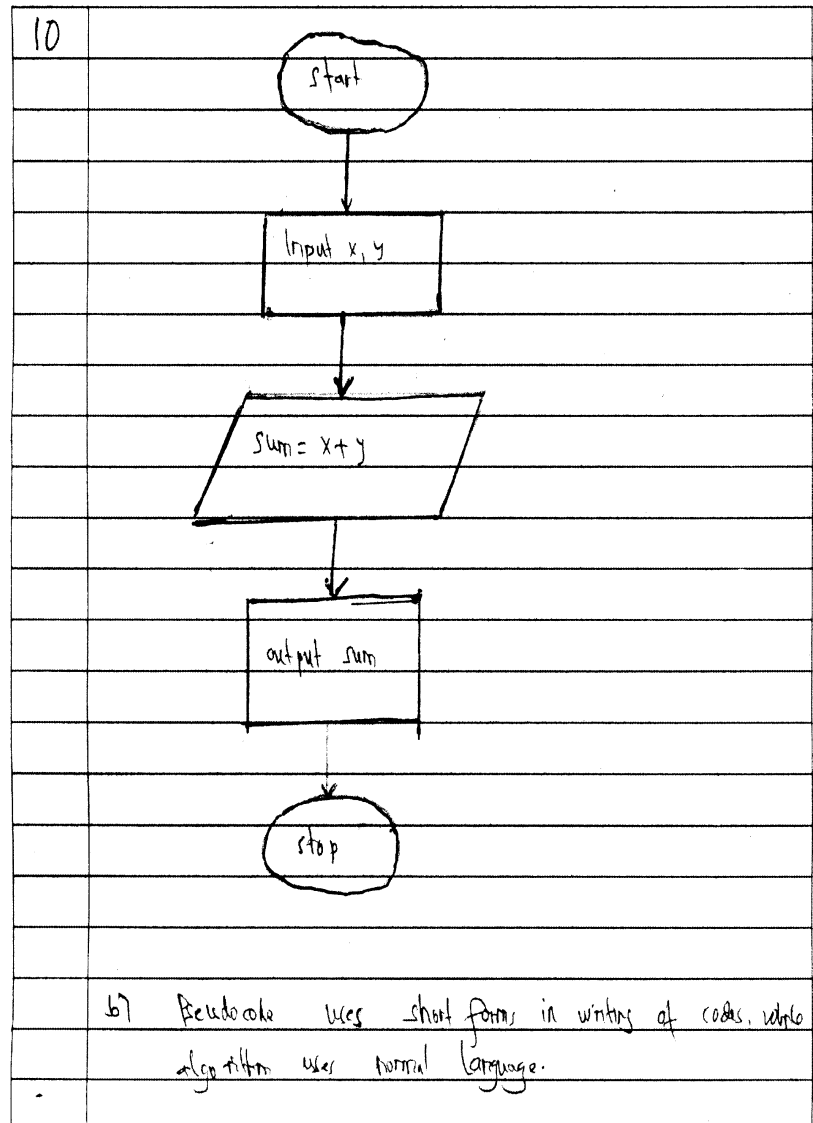 10
Start
Input x, y
Sum = x + y
output sum
stop
b) Pseudocode uses short forms in writing of codes. while
algorithm uses normal language.